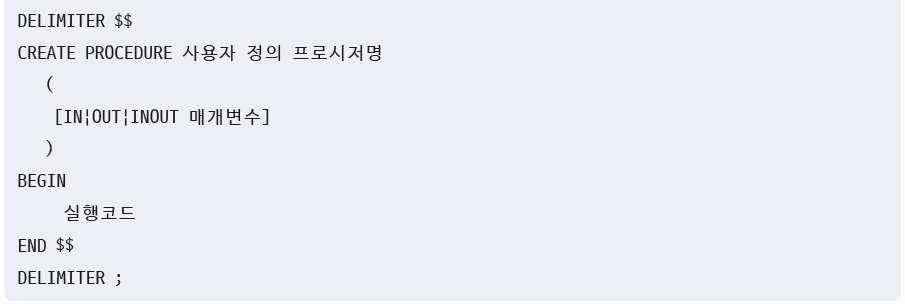 DELIMITER $$
CREATE PROCEDURE 사용자 정의 프로시저명
(
[IN¦OUT¦INOUT 매개변수]
)
BEGIN
실행코드
END $$
DELIMITER ;